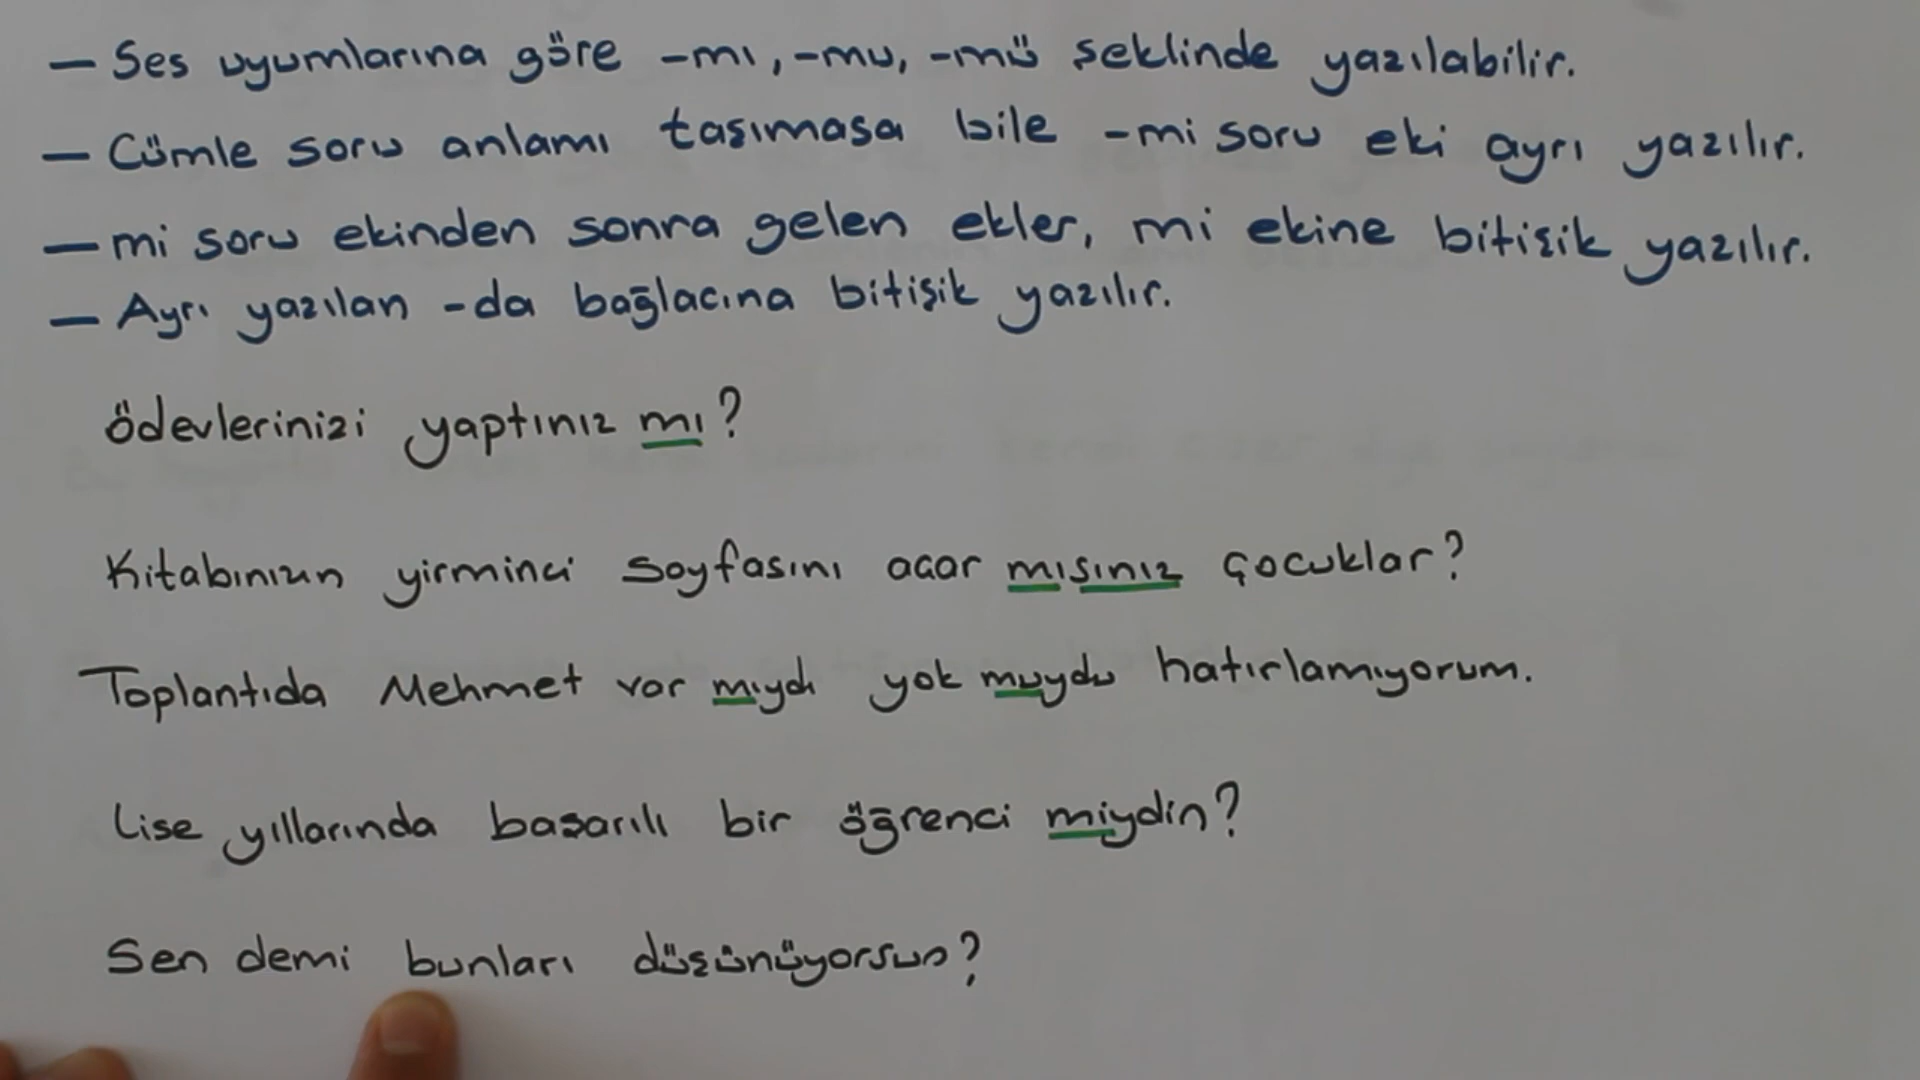 — Ses uyumlarına göre -mı, -mu, -mü şeklinde yazılabilir.
— Cümle soru anlamı taşımasa bile -mi soru eki ayrı yazılır.
— mi soru ekinden sonra gelen ekler, mi ekine bitişik yazılır.
— Ayrı yazılan -da bağlacına bitişik yazılır.
Ödevlerinizi yaptınız mı?
Kitabınızın yirminci sayfasını açar mısınız çocuklar?
Toplantıda Mehmet var mıydı yok muydu hatırlamıyorum.
Lise yıllarında başarılı bir öğrenci miydin?
Sen demi bunları düşünüyorsun?